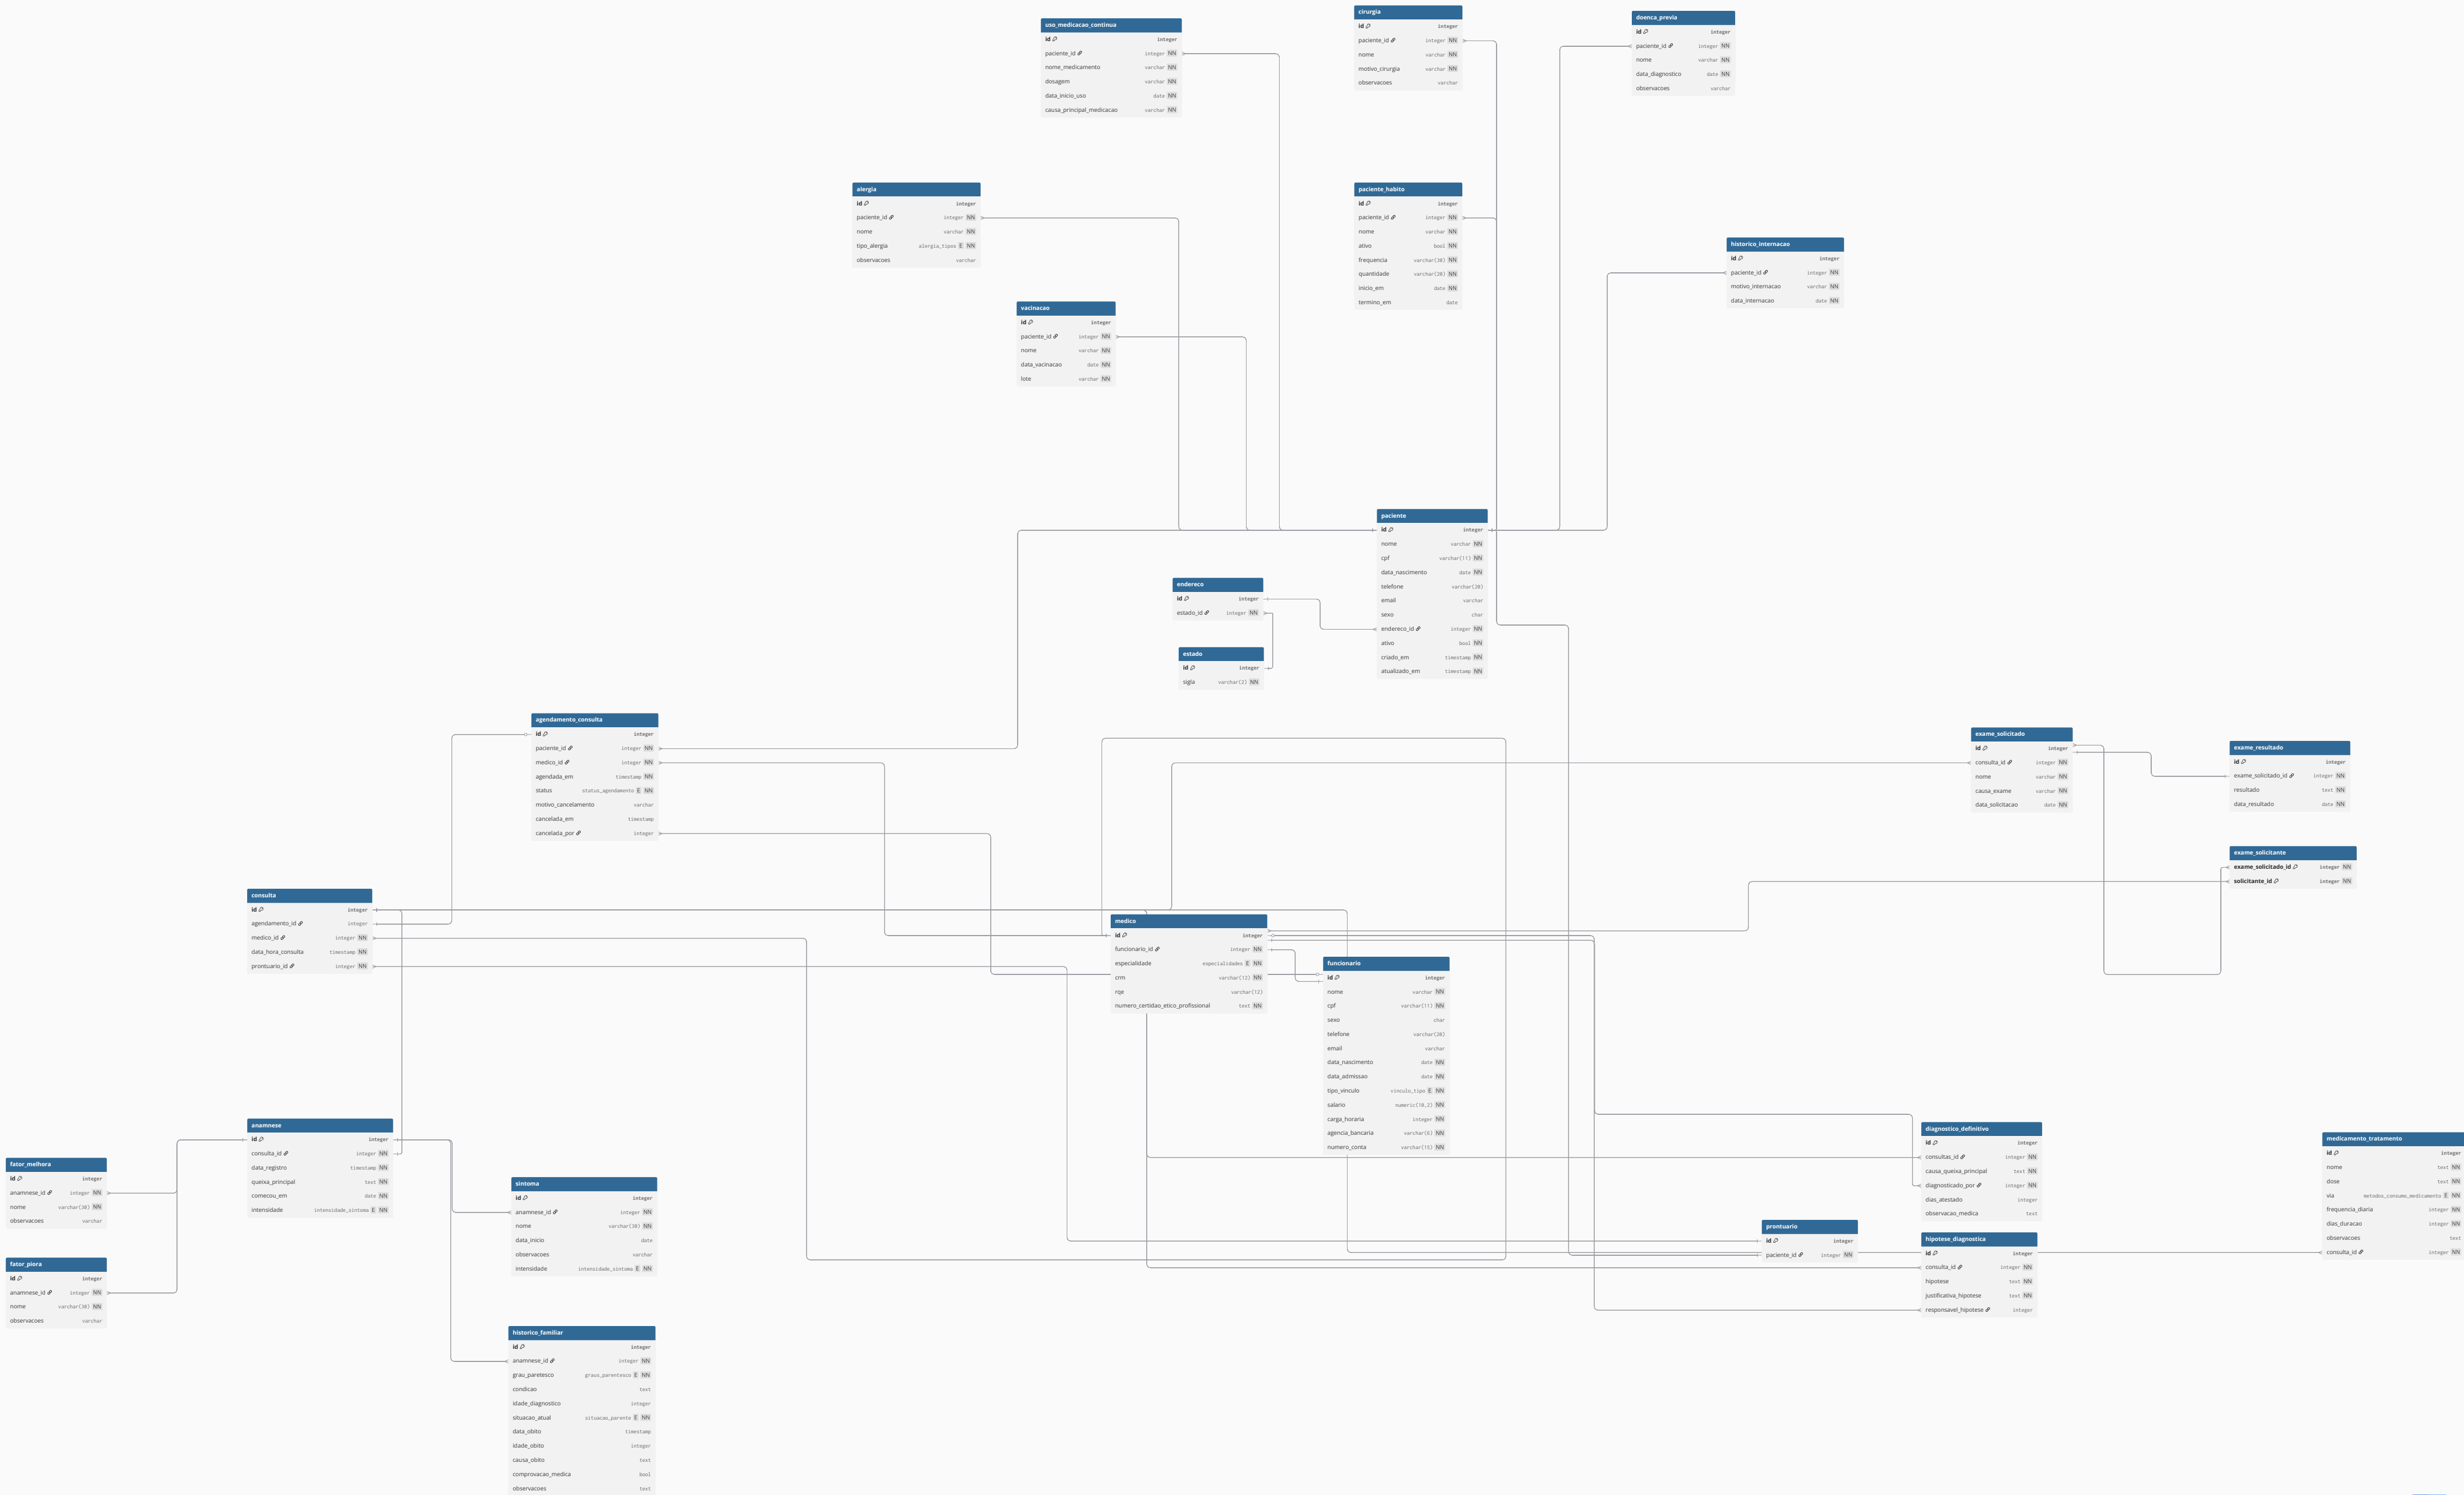 uso_medicacao_continua
id integer
paciente_id integer NN
nome_medicamento varchar NN
dosagem varchar NN
data_inicio_uso date NN
causa_principal_medicacao varchar NN
cirurgia
id integer
paciente_id integer NN
nome varchar NN
motivo_cirurgia varchar NN
observacoes varchar
doenca_previa
id integer
paciente_id integer NN
nome varchar NN
data_diagnostico date NN
observacoes varchar
alergia
id integer
paciente_id integer NN
nome varchar NN
tipo_alergia alergia_tipos E NN
observacoes varchar
paciente_habito
id integer
paciente_id integer NN
nome varchar NN
ativo bool NN
frequencia varchar(30) NN
quantidade varchar(20) NN
inicio_em date NN
termino_em date
historico_internacao
id integer
paciente_id integer NN
motivo_internacao varchar NN
data_internacao date NN
vacinacao
id integer
paciente_id integer NN
nome varchar NN
data_vacinacao date NN
lote varchar NN
paciente
id integer
nome varchar NN
cpf varchar(11) NN
data_nascimento date NN
telefone varchar(20)
email varchar
sexo char
endereco_id integer NN
ativo bool NN
criado_em timestamp NN
atualizado_em timestamp NN
endereco
id integer
estado_id integer NN
estado
id integer
sigla varchar(2) NN
agendamento_consulta
id integer
paciente_id integer NN
medico_id integer NN
agendada_em timestamp NN
status status_agendamento E NN
motivo_cancelamento varchar
cancelada_em timestamp
cancelada_por integer
exame_solicitado
id integer
consulta_id integer NN
nome varchar NN
causa_exame varchar NN
data_solicitacao date NN
exame_resultado
id integer
exame_solicitado_id integer NN
resultado text NN
data_resultado date NN
exame_solicitante
exame_solicitado_id integer NN
solicitante_id integer NN
consulta
id integer
agendamento_id integer
medico_id integer NN
data_hora_consulta timestamp NN
prontuario_id integer NN
medico
id integer
funcionario_id integer NN
especialidade especialidades E NN
crm varchar(12) NN
rqe varchar(12)
numero_certidao_etico_profissional text NN
funcionario
id integer
nome varchar NN
cpf varchar(11) NN
sexo char
telefone varchar(20)
email varchar
data_nascimento date NN
data_admissao date NN
tipo_vinculo vinculo_tipo E NN
salario numeric(10,2) NN
carga_horaria integer NN
agencia_bancaria varchar(6) NN
numero_conta varchar(15) NN
anamnese
id integer
consulta_id integer NN
data_registro timestamp NN
queixa_principal text NN
comecou_em date NN
intensidade intensidade_sintoma E NN
fator_melhora
id integer
anamnese_id integer NN
nome varchar(30) NN
observacoes varchar
fator_piora
id integer
anamnese_id integer NN
nome varchar(30) NN
observacoes varchar
sintoma
id integer
anamnese_id integer NN
nome varchar(30) NN
data_inicio date
observacoes varchar
intensidade intensidade_sintoma E NN
historico_familiar
id integer
anamnese_id integer NN
grau_paretesco graus_parentesco E NN
condicao text
idade_diagnostico integer
situacao_atual situacao_parente E NN
data_obito timestamp
idade_obito integer
causa_obito text
comprovacao_medica bool
observacoes text
diagnostico_definitivo
id integer
consultas_id integer NN
causa_queixa_principal text NN
diagnosticado_por integer NN
dias_atestado integer
observacao_medica text
prontuario
id integer
paciente_id integer NN
hipotese_diagnostica
id integer
consulta_id integer NN
hipotese text NN
justificativa_hipotese text NN
responsavel_hipotese integer
medicamento_tratamento
id integer
nome text NN
dose text NN
via metodos_consumo_medicamento E NN
frequencia_diaria integer NN
dias_duracao integer NN
observacoes text
consulta_id integer NN